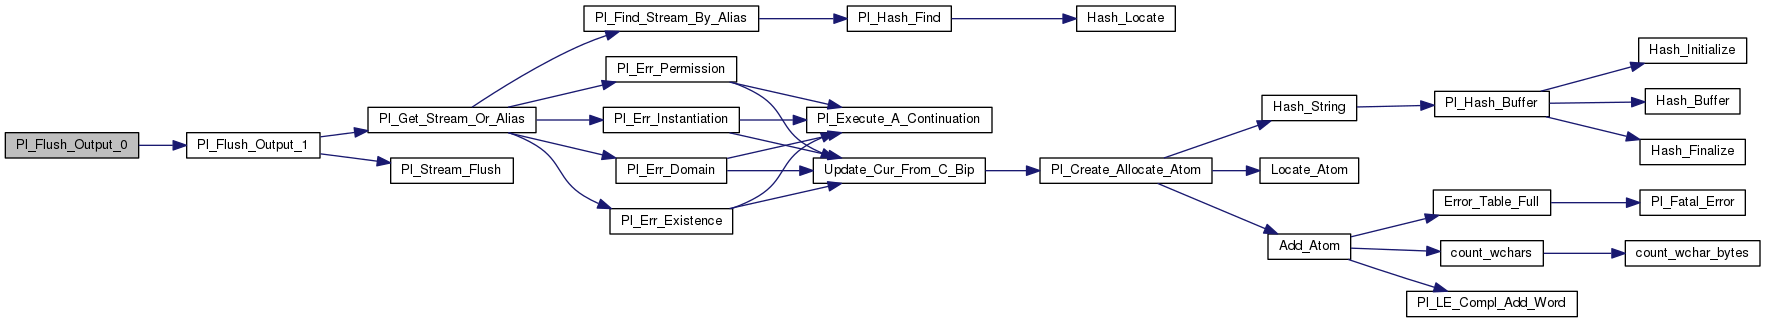 Pl_Flush_Output_0
Pl_Flush_Output_1
Pl_Get_Stream_Or_Alias
Pl_Stream_Flush
Pl_Find_Stream_By_Alias
Pl_Err_Permission
Pl_Err_Instantiation
Pl_Err_Domain
Pl_Err_Existence
Pl_Hash_Find
Pl_Execute_A_Continuation
Update_Cur_From_C_Bip
Hash_Locate
Pl_Create_Allocate_Atom
Hash_String
Locate_Atom
Add_Atom
Pl_Hash_Buffer
Error_Table_Full
count_wchars
Pl_LE_Compl_Add_Word
Hash_Initialize
Hash_Buffer
Hash_Finalize
Pl_Fatal_Error
count_wchar_bytes